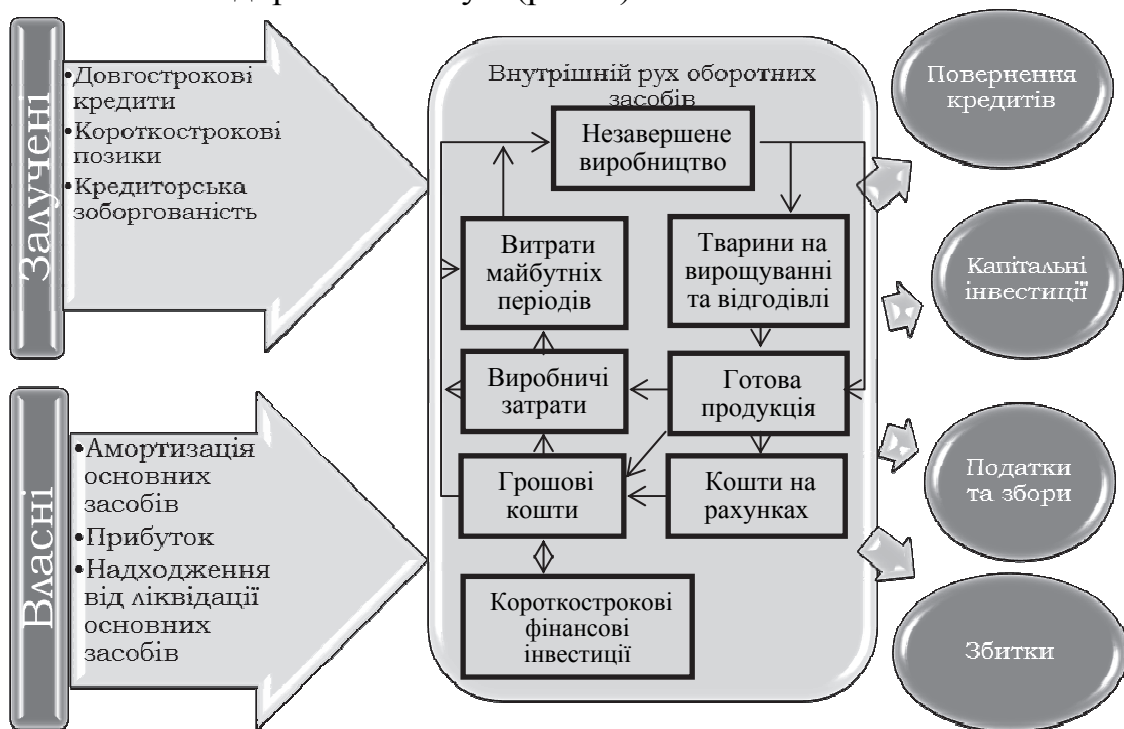 Залучені
•Довгострокові
кредити
•Короткострокові
позики
•Кредиторська
зоборгованість
Власні
•Амортизація
основних
засобів
•Прибуток
•Надходження
від ліквідації
основних
засобів
Внутрішній рух оборотних
засобів
Незавершене
виробництво
Витрати
майбутніх
періодів
Тварини на
вирощуванні
та відгодівлі
Виробничі
затрати
Готова
продукція
Грошові
кошти
Кошти на
рахунках
Короткострокові
фінансові
інвестиції
Повернення
кредитів
Капітальні
інвестиції
Податки
та збори
Збитки